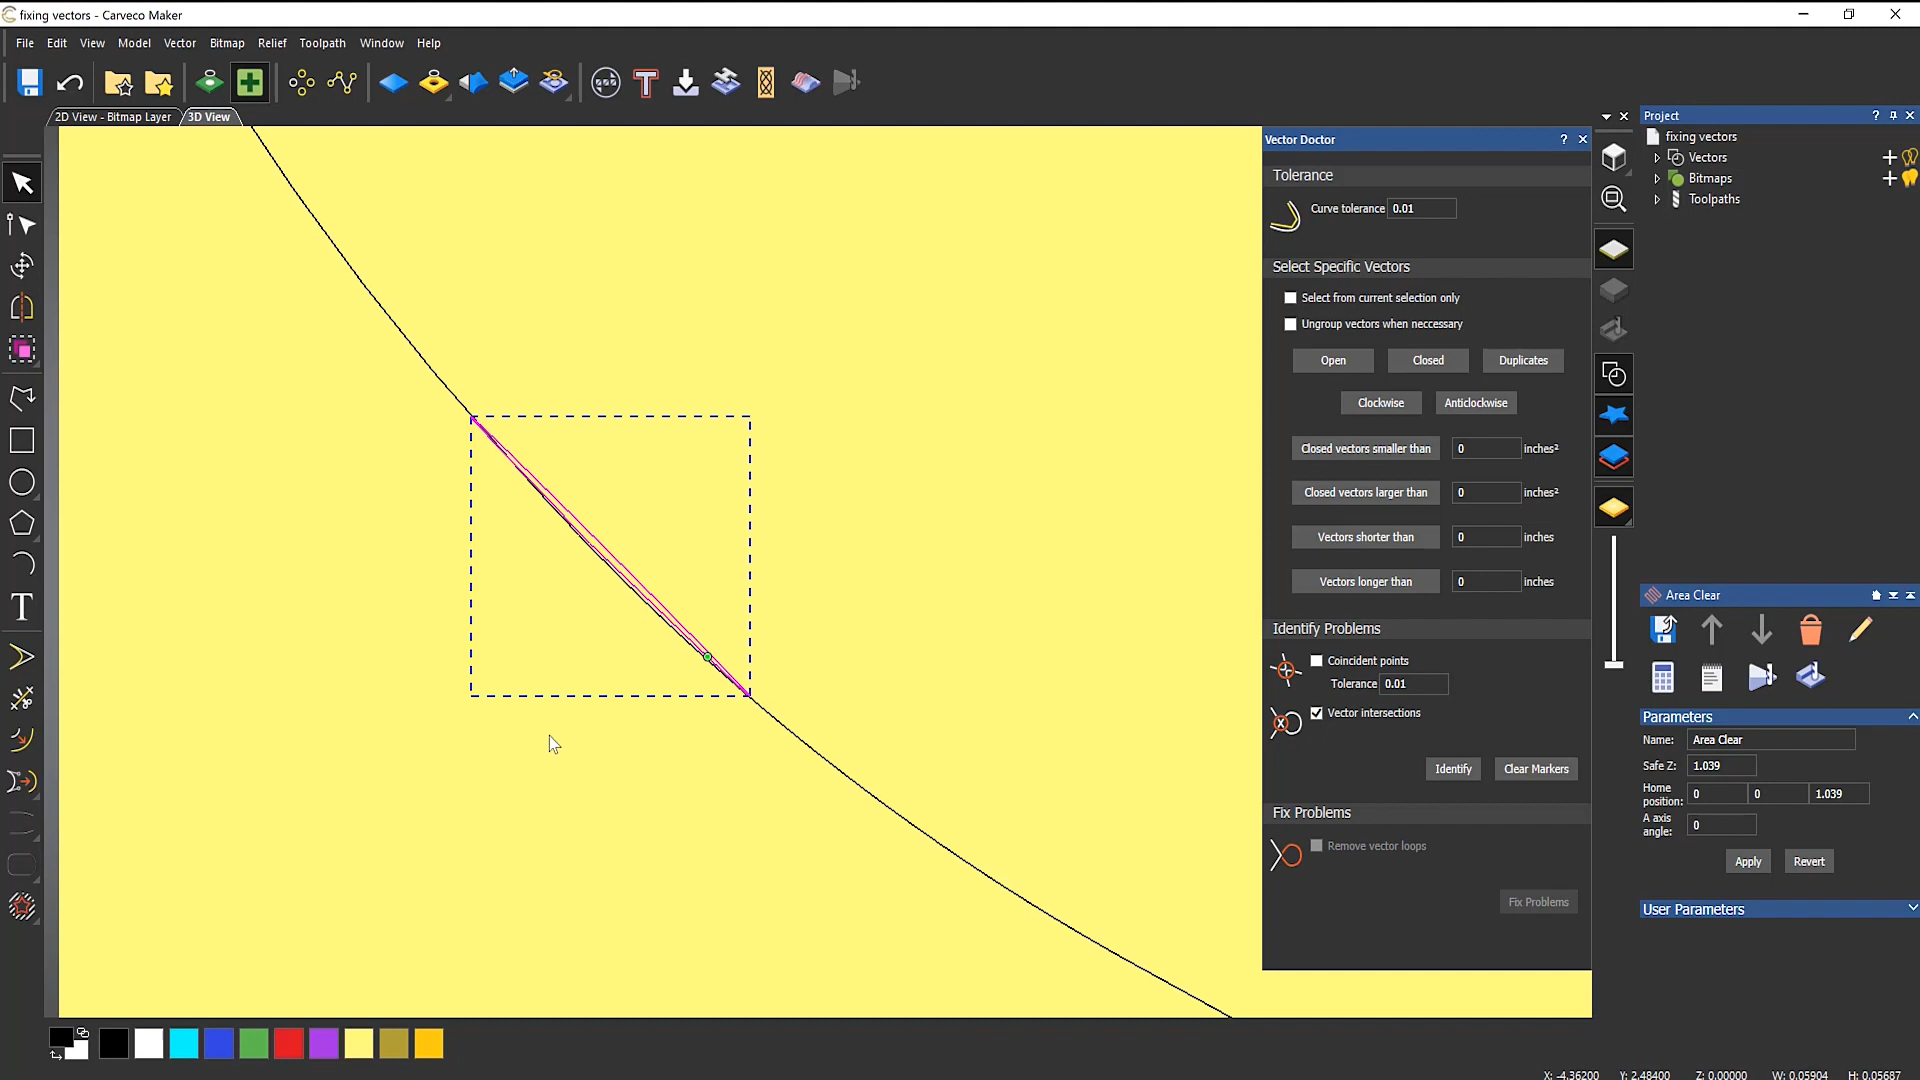 fixing vectors - Carveco Maker
File Edit View Model Vector Bitmap Relief Toolpath Window Help
2D View - Bitmap Layer 3D View
Vector Doctor ? ×
Tolerance
Curve tolerance 0.01
Select Specific Vectors
Select from current selection only
Ungroup vectors when neccessary
Open Closed Duplicates
Clockwise Anticlockwise
Closed vectors smaller than 0 inches²
Closed vectors larger than 0 inches²
Vectors shorter than 0 inches
Vectors longer than 0 inches
Identify Problems
Coincident points
Tolerance 0.01
Vector intersections
Identify Clear Markers
Fix Problems
Remove vector loops
Fix Problems
Project ?
fixing vectors
Vectors
Bitmaps
Toolpaths
Area Clear
Parameters
Name: Area Clear
Safe Z: 1.039
Home position: 0 0 1.039
A axis angle: 0
Apply Revert
User Parameters
X: -4.36200 Y: 2.48400 Z: 0.00000 W: 0.05904 H: 0.05687